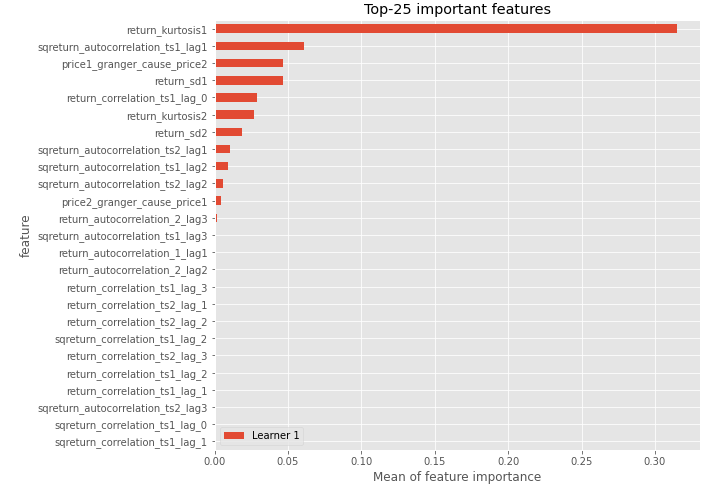 Top-25 important features
return_kurtosis1
sqreturn_autocorrelation_ts1_lag1
price1_granger_cause_price2
return_sd1
return_correlation_ts1_lag_0
return_kurtosis2
return_sd2
sqreturn_autocorrelation_ts2_lag1
sqreturn_autocorrelation_ts1_lag2
sqreturn_autocorrelation_ts2_lag2
price2_granger_cause_price1
return_autocorrelation_2_lag3
sqreturn_autocorrelation_ts1_lag3
return_autocorrelation_1_lag1
return_autocorrelation_2_lag2
return_correlation_ts1_lag_3
return_correlation_ts2_lag_1
return_correlation_ts2_lag_2
sqreturn_correlation_ts1_lag_2
return_correlation_ts2_lag_3
return_correlation_ts1_lag_2
return_correlation_ts1_lag_1
sqreturn_autocorrelation_ts2_lag3
sqreturn_correlation_ts1_lag_0
sqreturn_correlation_ts1_lag_1
feature
Learner 1
0.00 0.05 0.10 0.15 0.20 0.25 0.30
Mean of feature importance